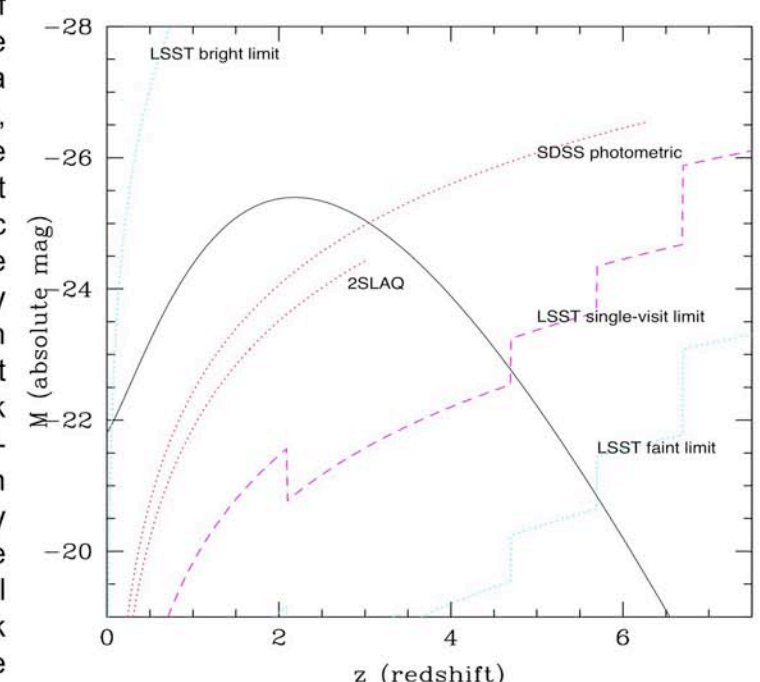 −28
LSST bright limit
−26
SDSS photometric
M (absolute mag)
−24
2SLAQ
LSST single-visit limit
−22
LSST faint limit
−20
0 2 4 6
z (redshift)